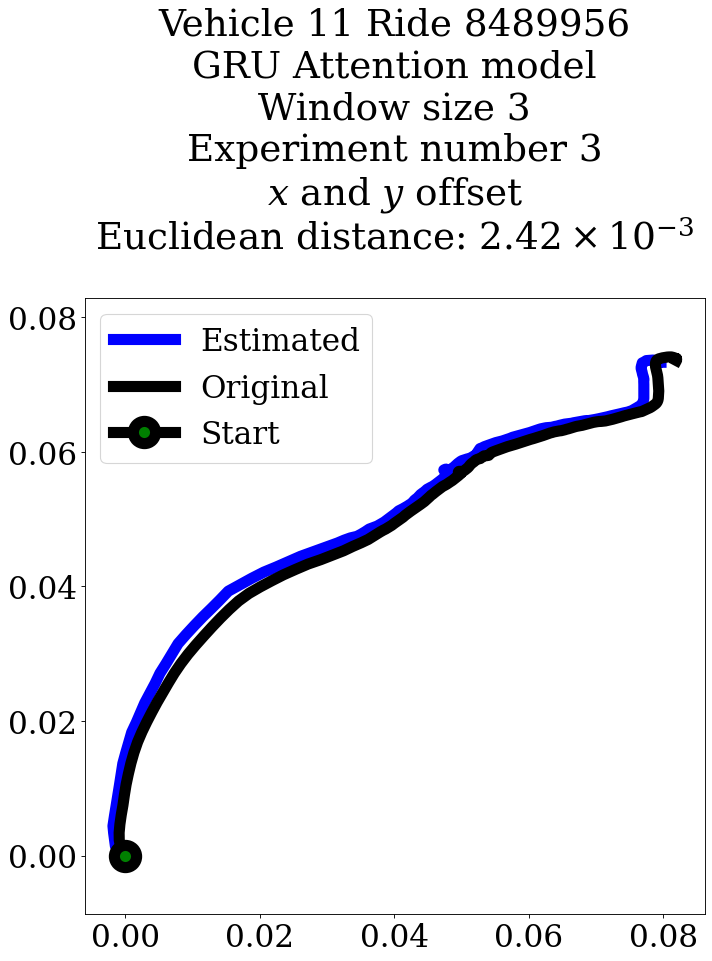 Vehicle 11 Ride 8489956
GRU Attention model
Window size 3
Experiment number 3
x and y offset
Euclidean distance: 2.42 × 10⁻³
0.08
Estimated
Original
Start
0.06
0.04
0.02
0.00
0.00 0.02 0.04 0.06 0.08